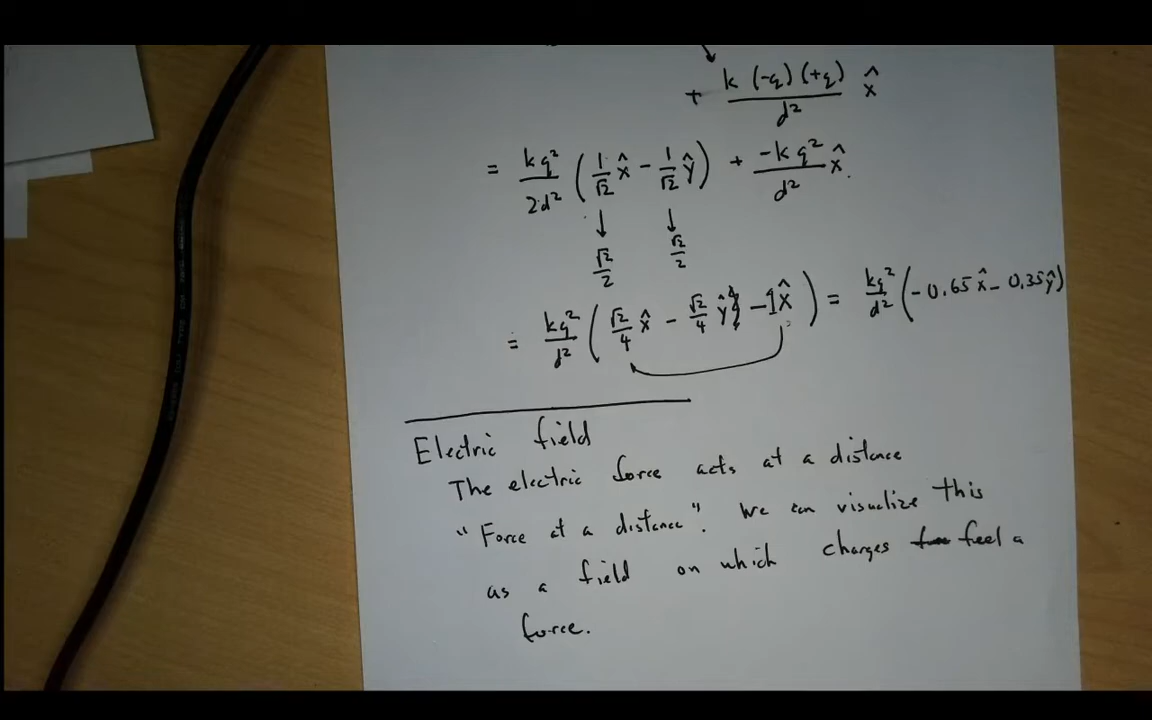 + k (-q) (+q) / d² x̂
= kq² / 2d² ( 1/√2 x̂ - 1/√2 ŷ ) + -kq² / d² x̂.
↓ ↓
√2/2 √2/2
= kq² / d² ( √2/4 x̂ - √2/4 ŷ - 1x̂ ) = kq² / d² ( -0.65 x̂ - 0.35 ŷ )
Electric field
The electric force acts at a distance
"Force at a distance". We can visualize this
as a field on which charges feel a
force.